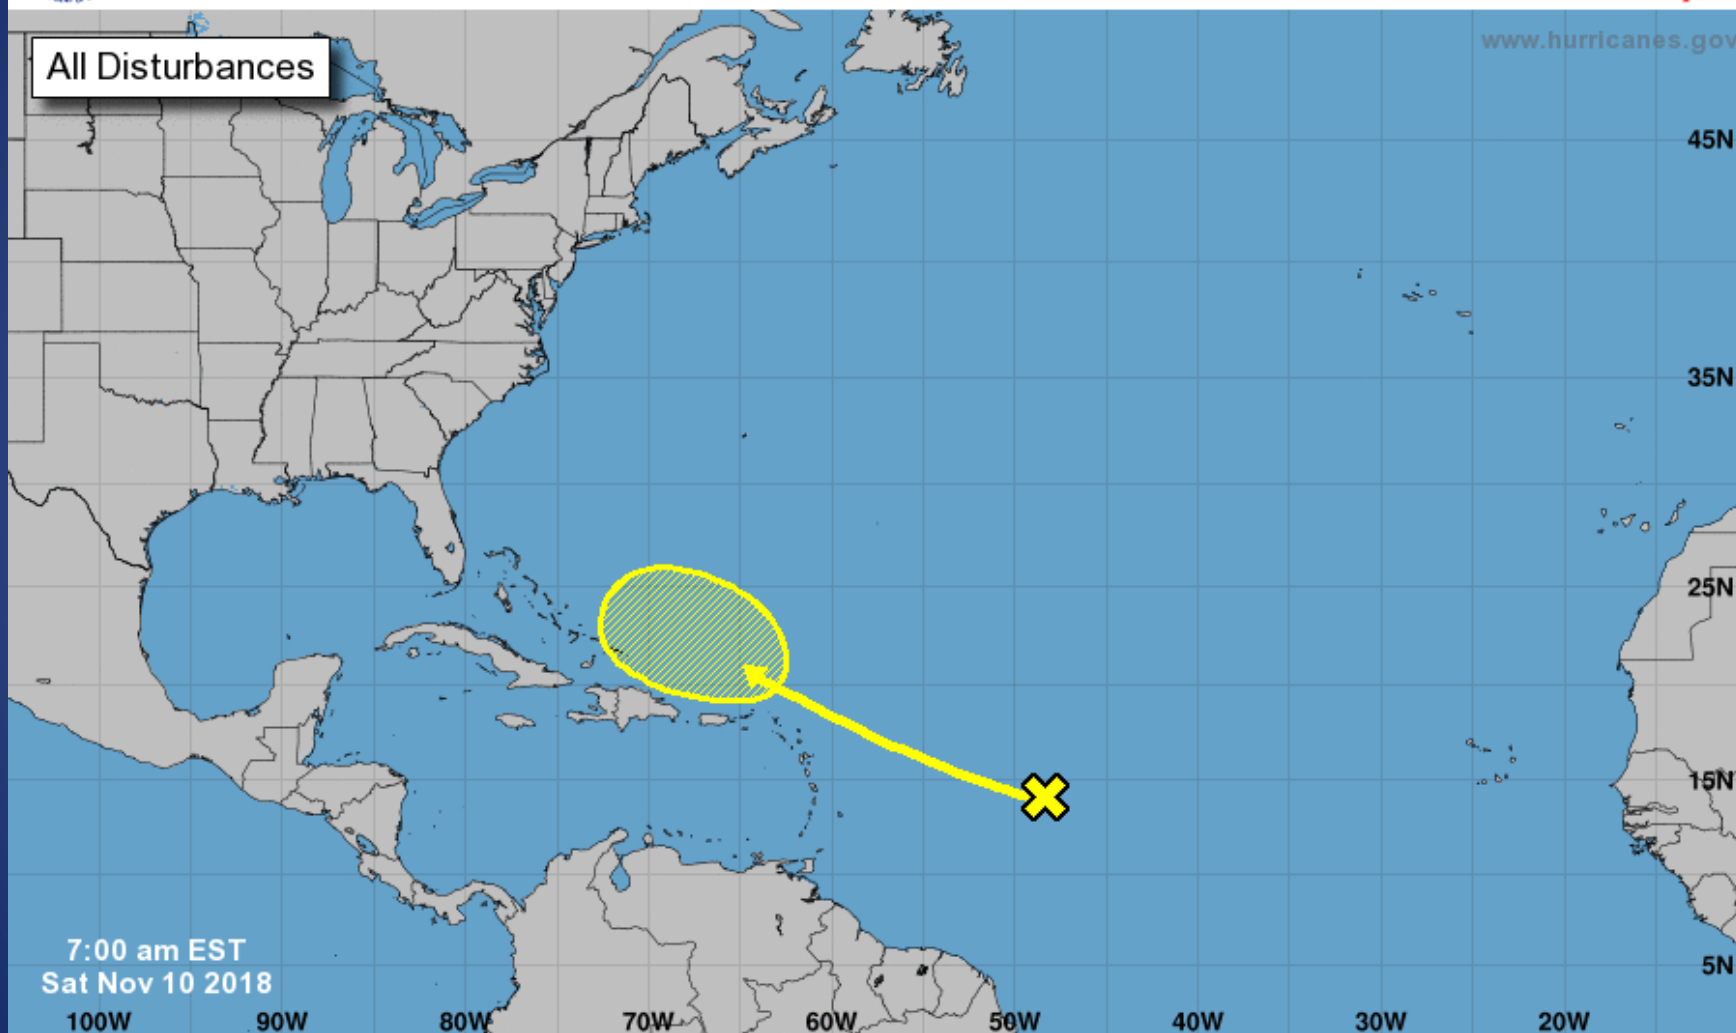 www.hurricanes.gov
All Disturbances
45N
35N
25N
15N
7:00 am EST
Sat Nov 10 2018
5N
100W 90W 80W 70W 60W 50W 40W 30W 20W